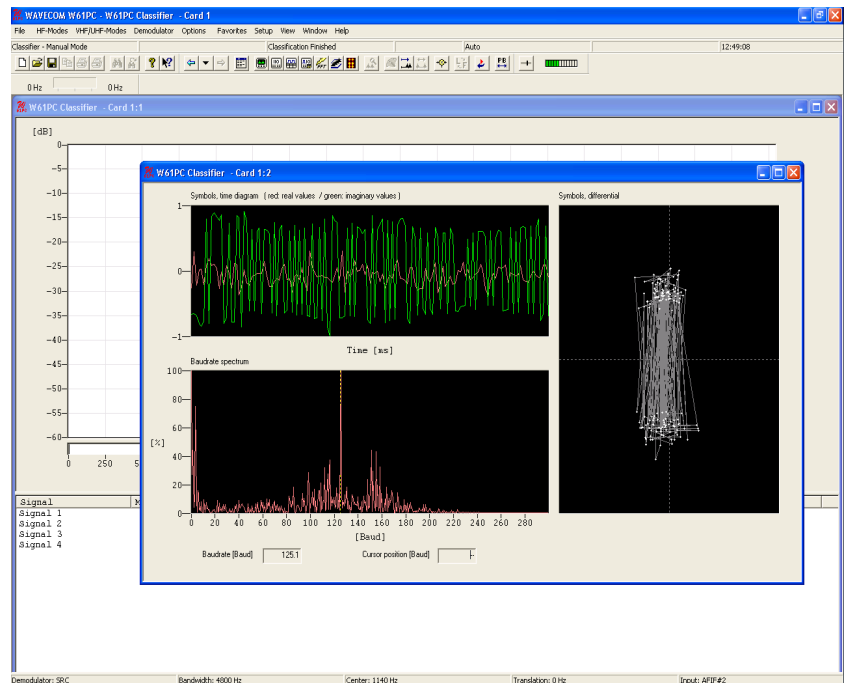 WAVECOM W61PC - W61PC Classifier - Card 1
File HF-Modes VHF/UHF-Modes Demodulator Options Favorites Setup View Window Help
Classifier - Manual Mode Classification Finished Auto 12:49:08
0 Hz 0 Hz
W61PC Classifier - Card 1:1
[dB]
0
-5
-10
-15
-20
-25
-30
-35
-40
-45
-50
-55
-60
0 250 5
W61PC Classifier - Card 1:2
Symbols, time diagram ( red: real values / green: imaginary values )
1
0
-1
Time [ms]
Symbols, differential
Baudrate spectrum
100
80
60
[%]
40
20
0
0 20 40 60 80 100 120 140 160 180 200 220 240 260 280
[Baud]
Baudrate [Baud] 125.1 Cursor position [Baud] --
Signal M
Signal 1
Signal 2
Signal 3
Signal 4
Demodulator: SRC Bandwidth: 4800 Hz Center: 1140 Hz Translation: 0 Hz Input: AFIF#2